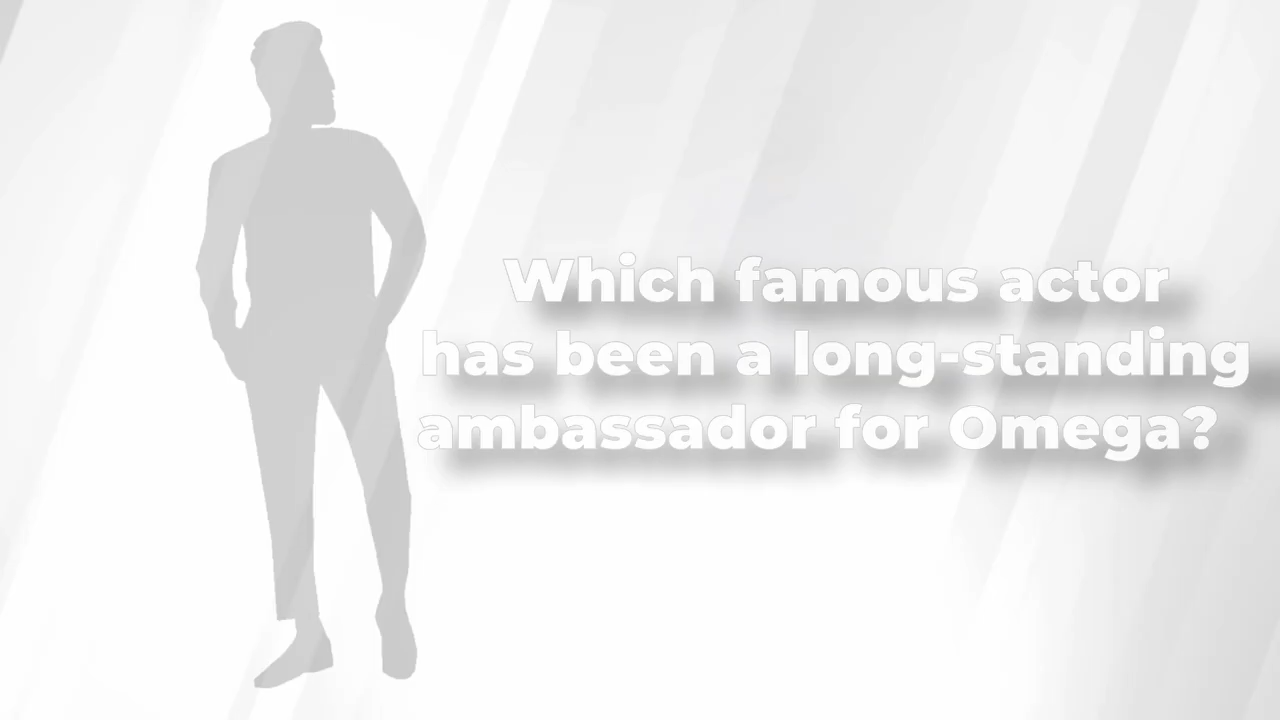 Which famous actor
has been a long-standing
ambassador for Omega?